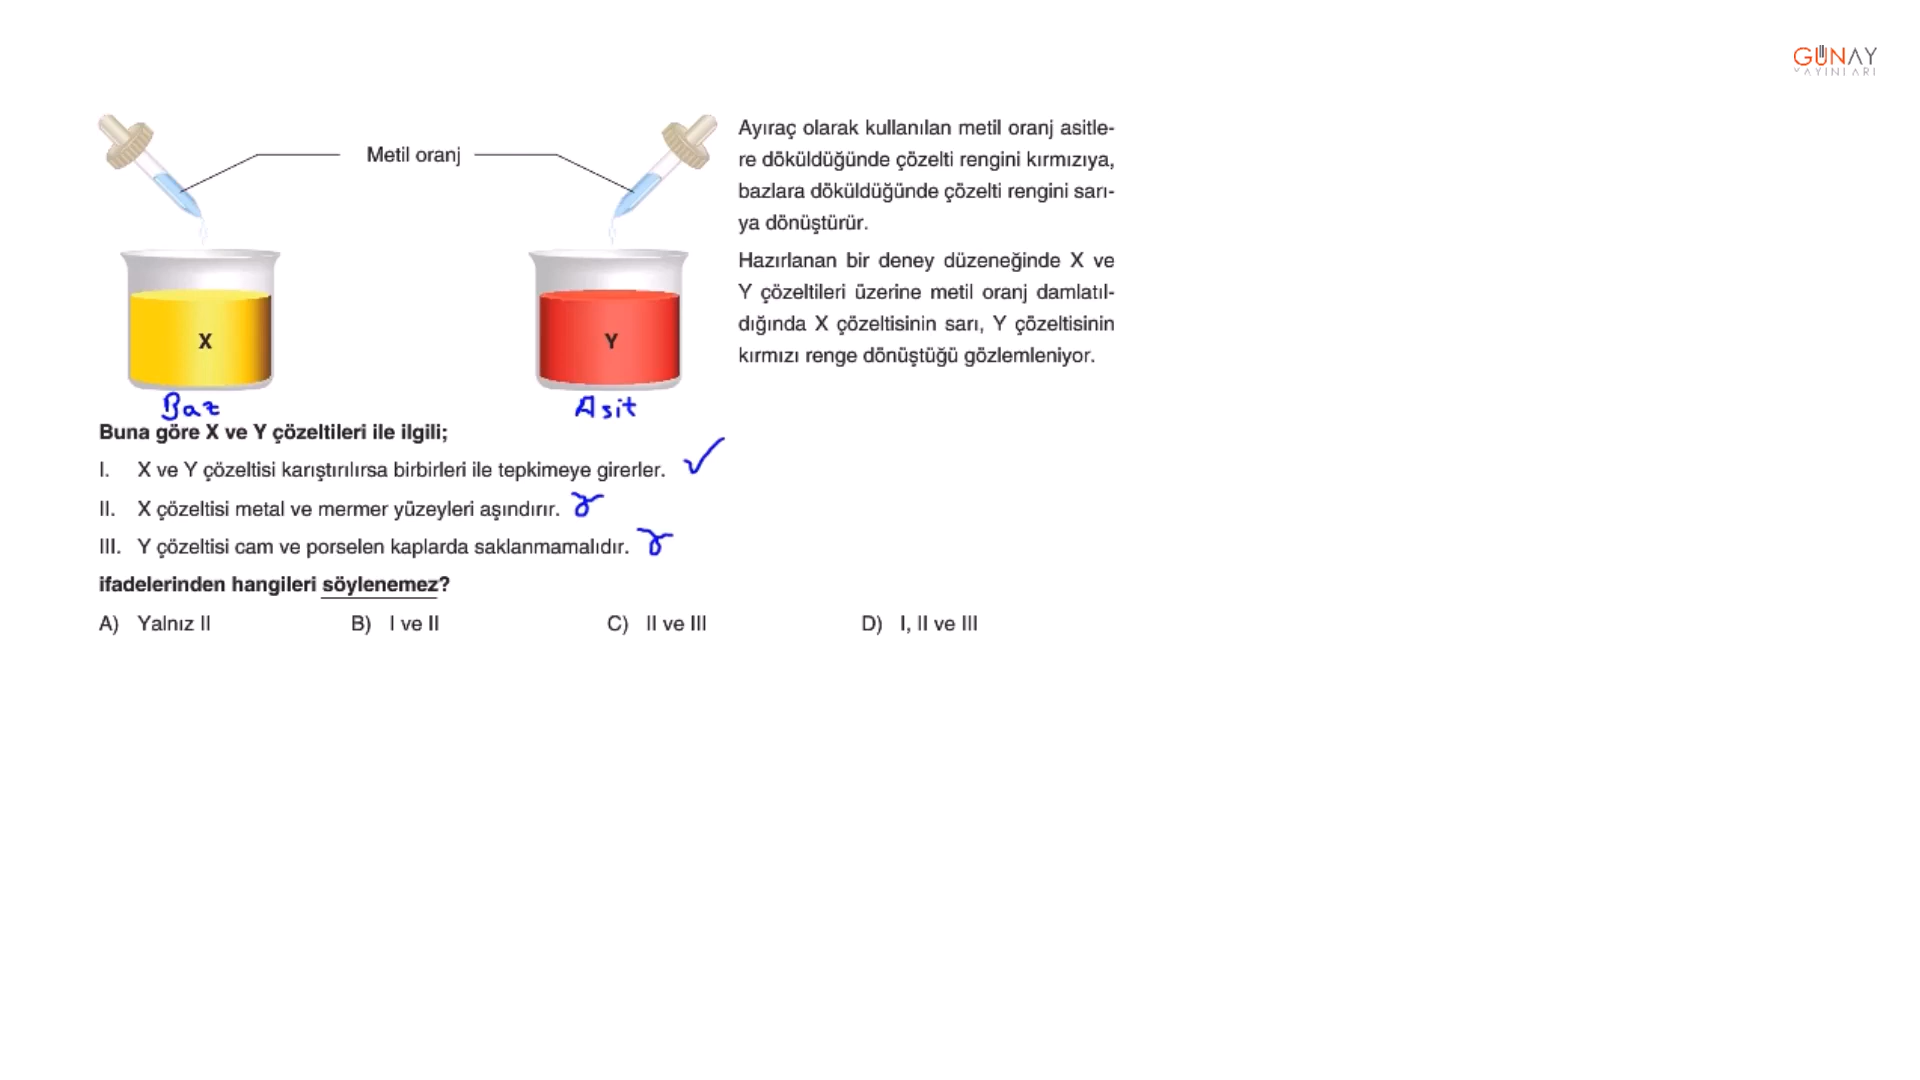 GÜNAY
YAYINLARI
Metil oranj
Ayıraç olarak kullanılan metil oranj asitle-
re döküldüğünde çözelti rengini kırmızıya,
bazlara döküldüğünde çözelti rengini sarı-
ya dönüştürür.
Hazırlanan bir deney düzeneğinde X ve
Y çözeltileri üzerine metil oranj damlatıl-
dığında X çözeltisinin sarı, Y çözeltisinin
kırmızı renge dönüştüğü gözlemleniyor.
X
Y
Baz
Asit
Buna göre X ve Y çözeltileri ile ilgili;
I. X ve Y çözeltisi karıştırılırsa birbirleri ile tepkimeye girerler.
II. X çözeltisi metal ve mermer yüzeyleri aşındırır.
III. Y çözeltisi cam ve porselen kaplarda saklanmamalıdır.
ifadelerinden hangileri söylenemez?
A) Yalnız II B) I ve II C) II ve III D) I, II ve III